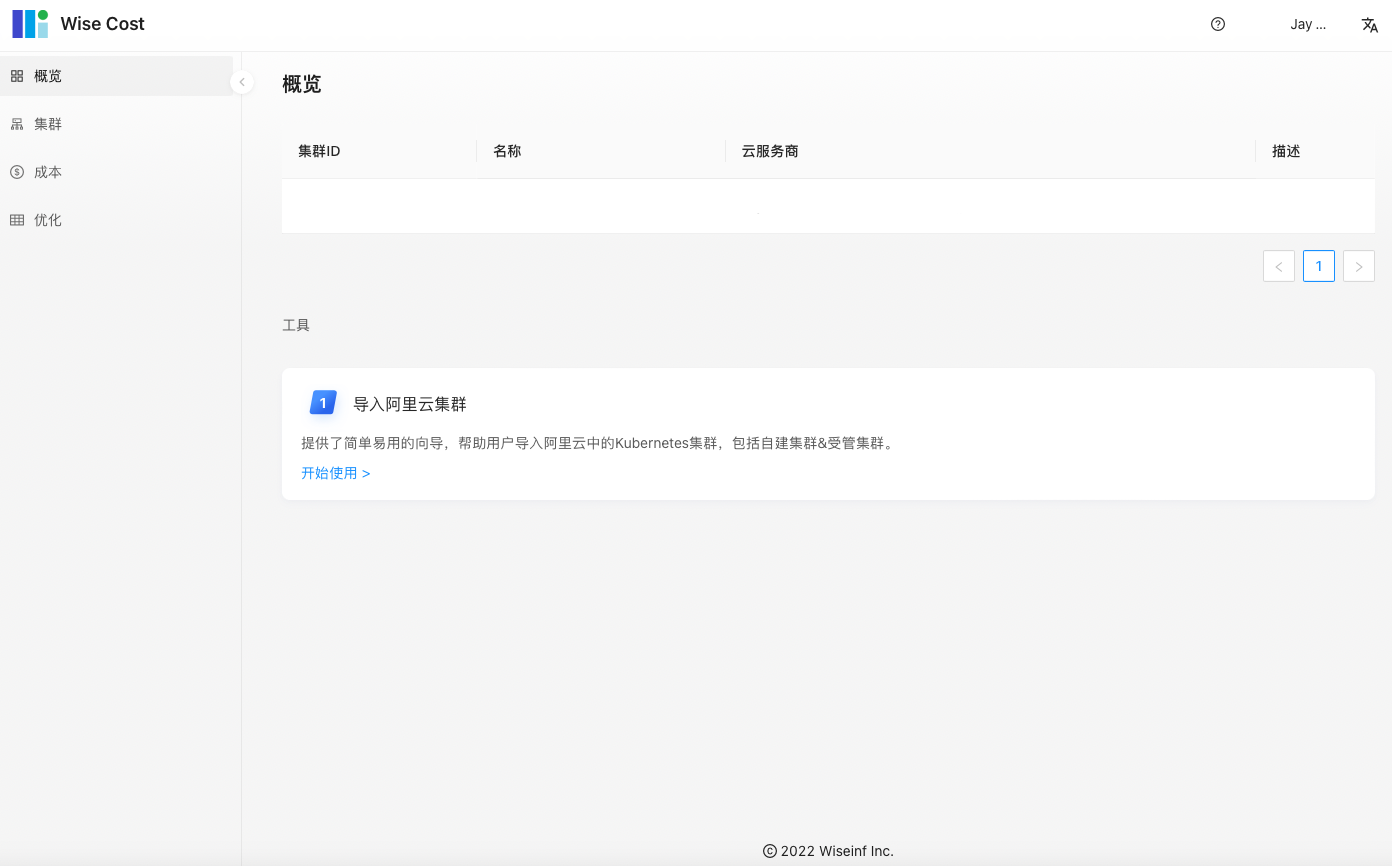 Wise Cost
Jay ...
概览
集群
成本
优化
概览
集群ID 名称 云服务商 描述
1
工具
1 导入阿里云集群
提供了简单易用的向导，帮助用户导入阿里云中的Kubernetes集群，包括自建集群&受管集群。
开始使用 >
© 2022 Wiseinf Inc.